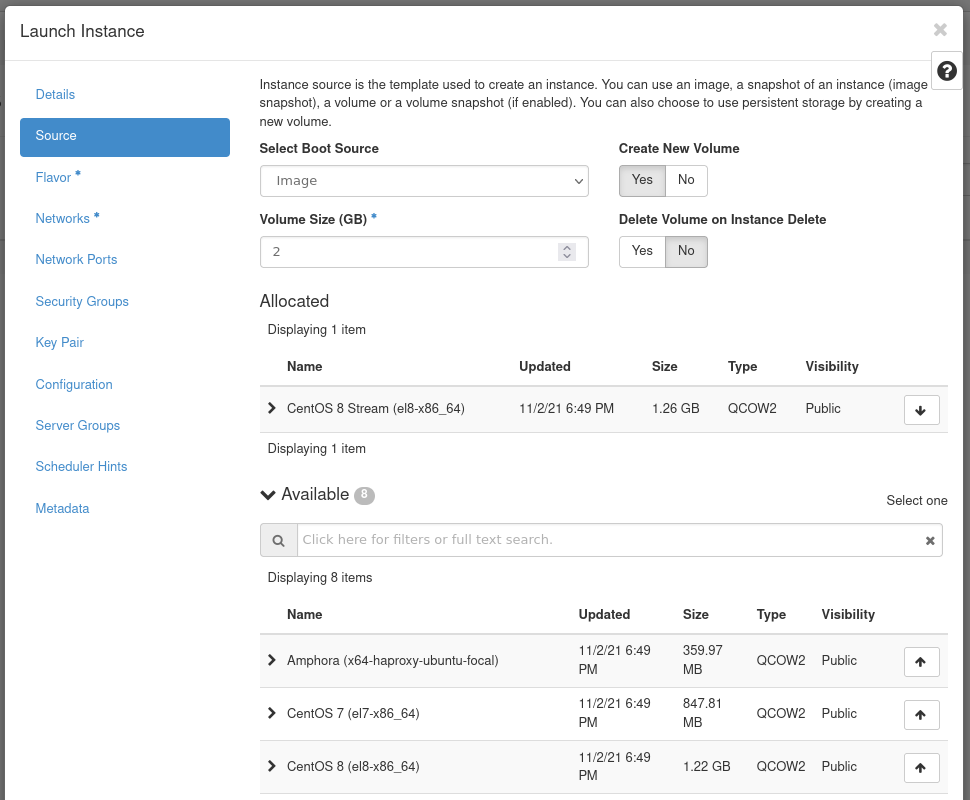 Launch Instance
Details
Source
Flavor *
Networks *
Network Ports
Security Groups
Key Pair
Configuration
Server Groups
Scheduler Hints
Metadata
Instance source is the template used to create an instance. You can use an image, a snapshot of an instance (image
snapshot), a volume or a volume snapshot (if enabled). You can also choose to use persistent storage by creating a
new volume.
Select Boot Source
Create New Volume
Image
Yes No
Volume Size (GB) *
Delete Volume on Instance Delete
2
Yes No
Allocated
Displaying 1 item
Name Updated Size Type Visibility
CentOS 8 Stream (el8-x86_64) 11/2/21 6:49 PM 1.26 GB QCOW2 Public
Displaying 1 item
Available 8
Select one
Click here for filters or full text search.
Displaying 8 items
Name Updated Size Type Visibility
Amphora (x64-haproxy-ubuntu-focal) 11/2/21 6:49 PM 359.97 MB QCOW2 Public
CentOS 7 (el7-x86_64) 11/2/21 6:49 PM 847.81 MB QCOW2 Public
CentOS 8 (el8-x86_64) 11/2/21 6:49 PM 1.22 GB QCOW2 Public